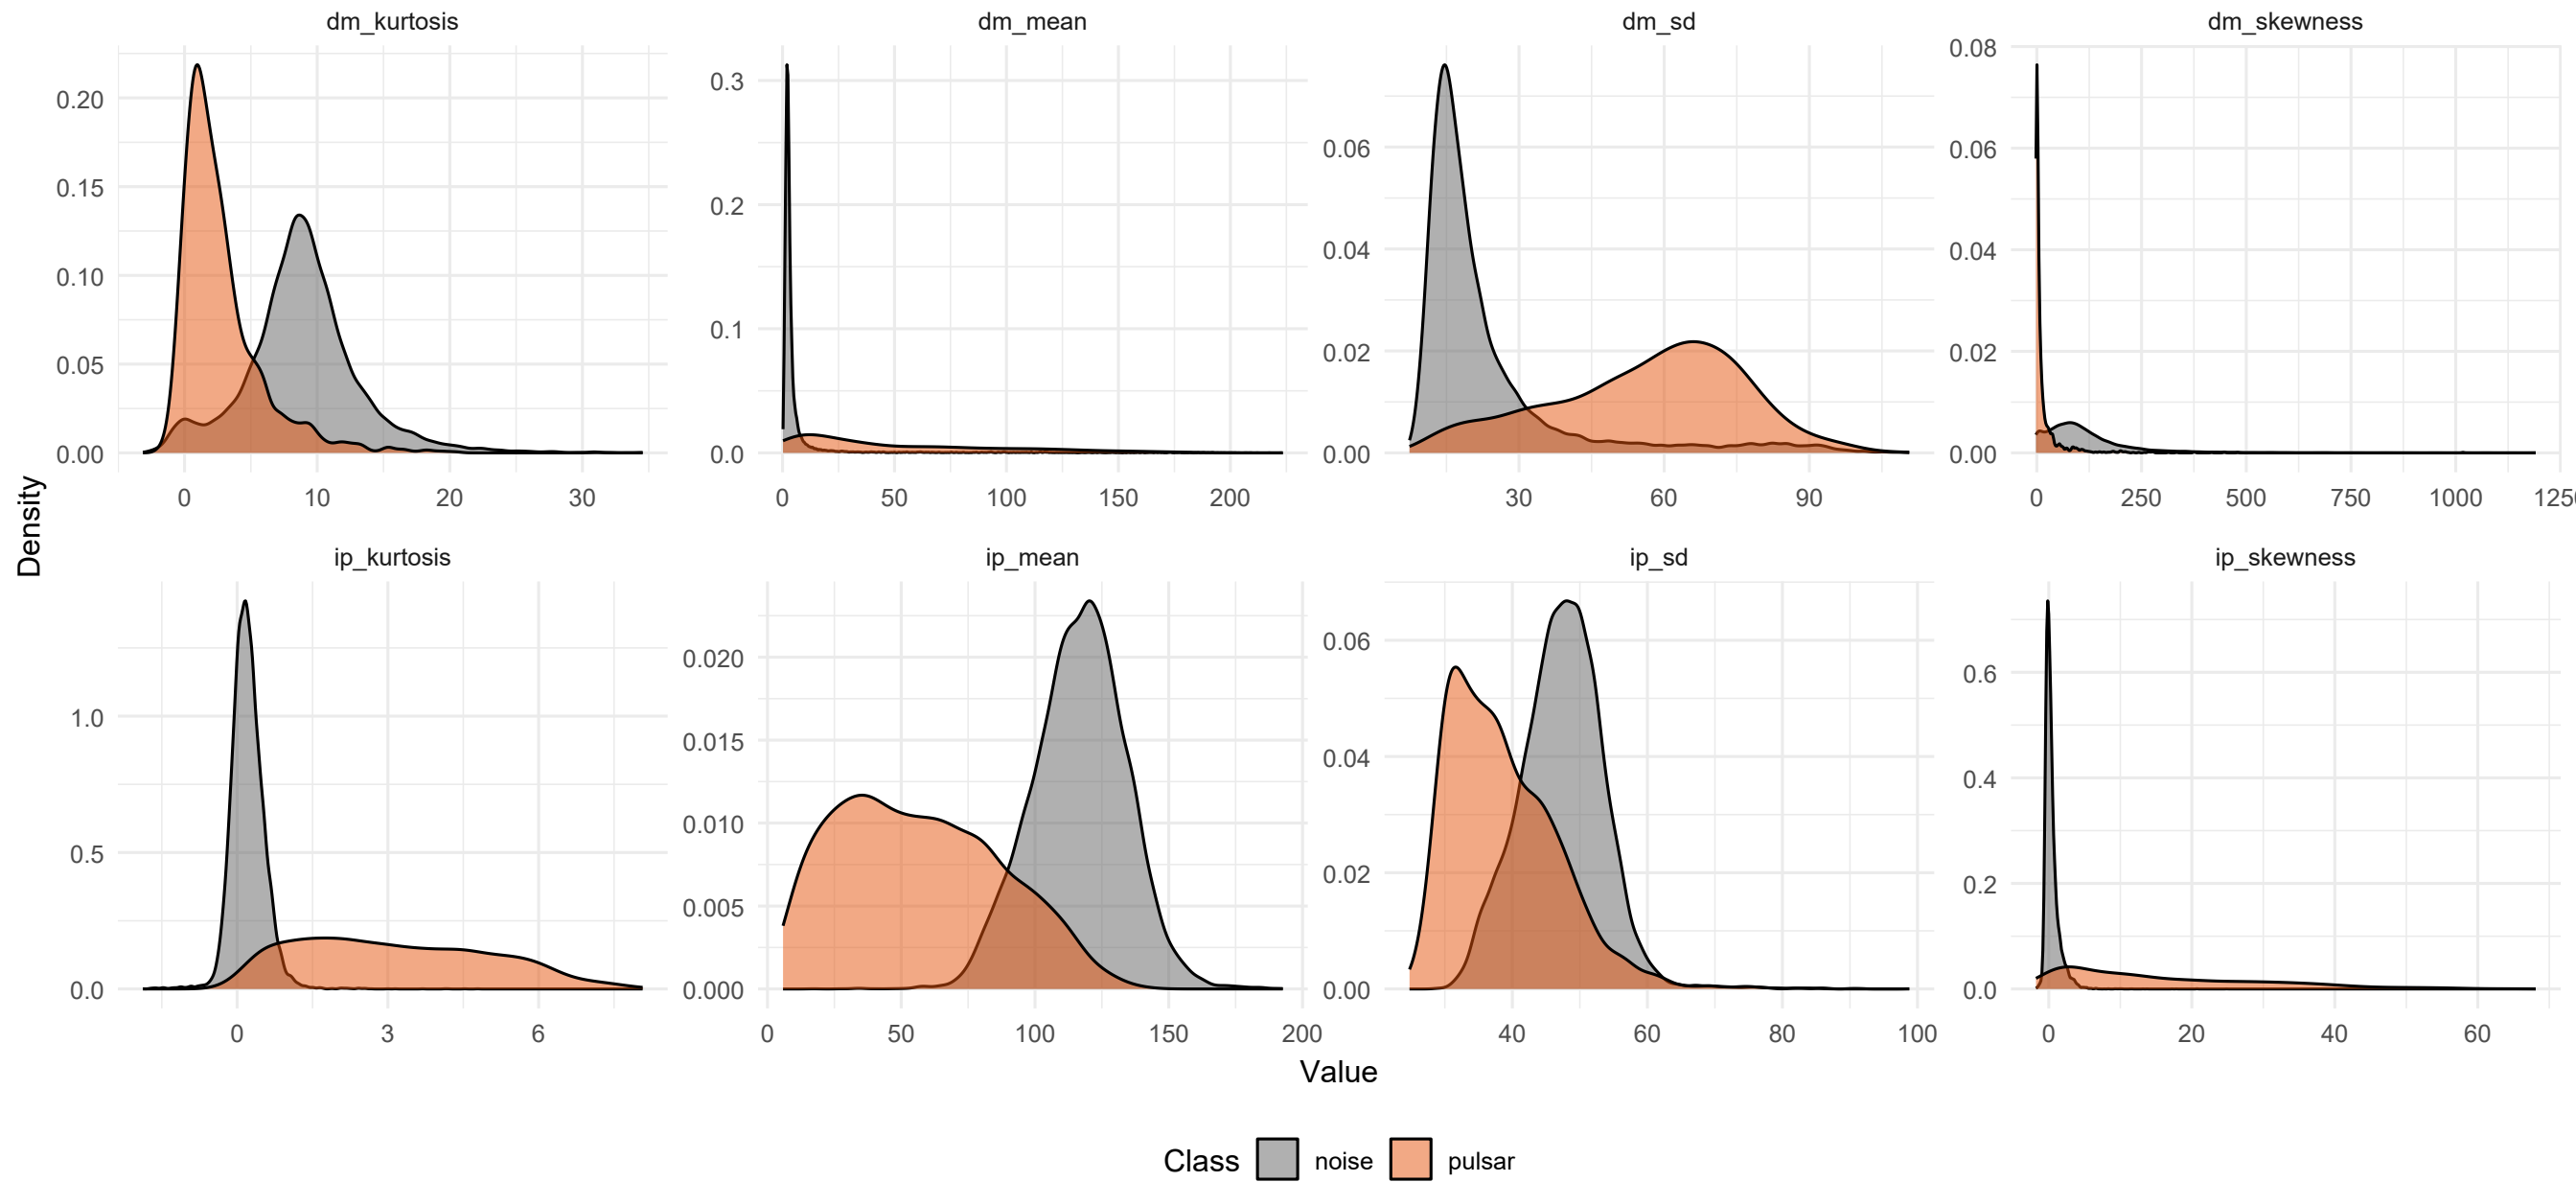 dm_kurtosis dm_mean dm_sd dm_skewness
0.20 0.15 0.10 0.05 0.00
0.3 0.2 0.1 0.0
0.06 0.04 0.02 0.00
0.08 0.06 0.04 0.02 0.00
0 10 20 30
0 50 100 150 200
30 60 90
0 250 500 750 1000 125
Density
ip_kurtosis ip_mean ip_sd ip_skewness
1.0 0.5 0.0
0.020 0.015 0.010 0.005 0.000
0.06 0.04 0.02 0.00
0.6 0.4 0.2 0.0
0 3 6
0 50 100 150 200
40 60 80 100
0 20 40 60
Value
Class noise pulsar